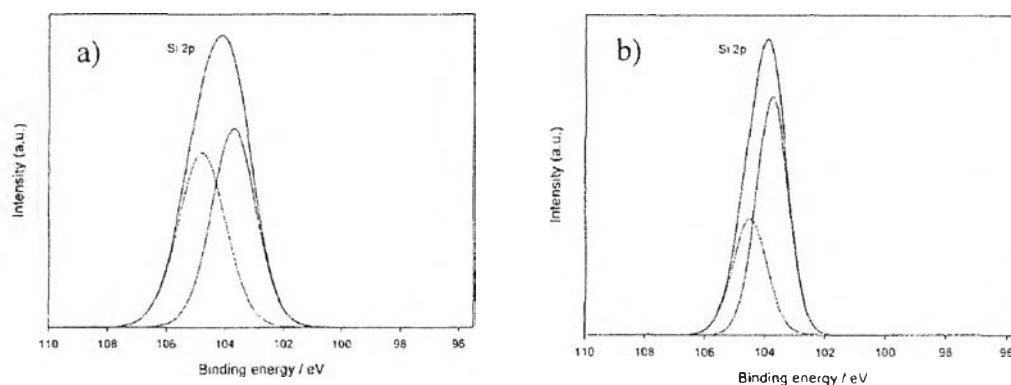 a)
Si 2p
Intensity (a.u.)
110 108 106 104 102 100 98 96
Binding energy / eV
b)
Si 2p
Intensity (a.u.)
110 108 106 104 102 100 98 96
Binding energy / eV